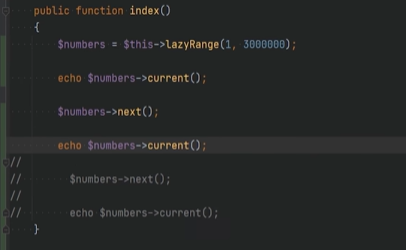 public function index()
{
$numbers = $this->lazyRange(1, 3000000);
echo $numbers->current();
$numbers->next();
echo $numbers->current();
//
// $numbers->next();
//
// echo $numbers->current();
}